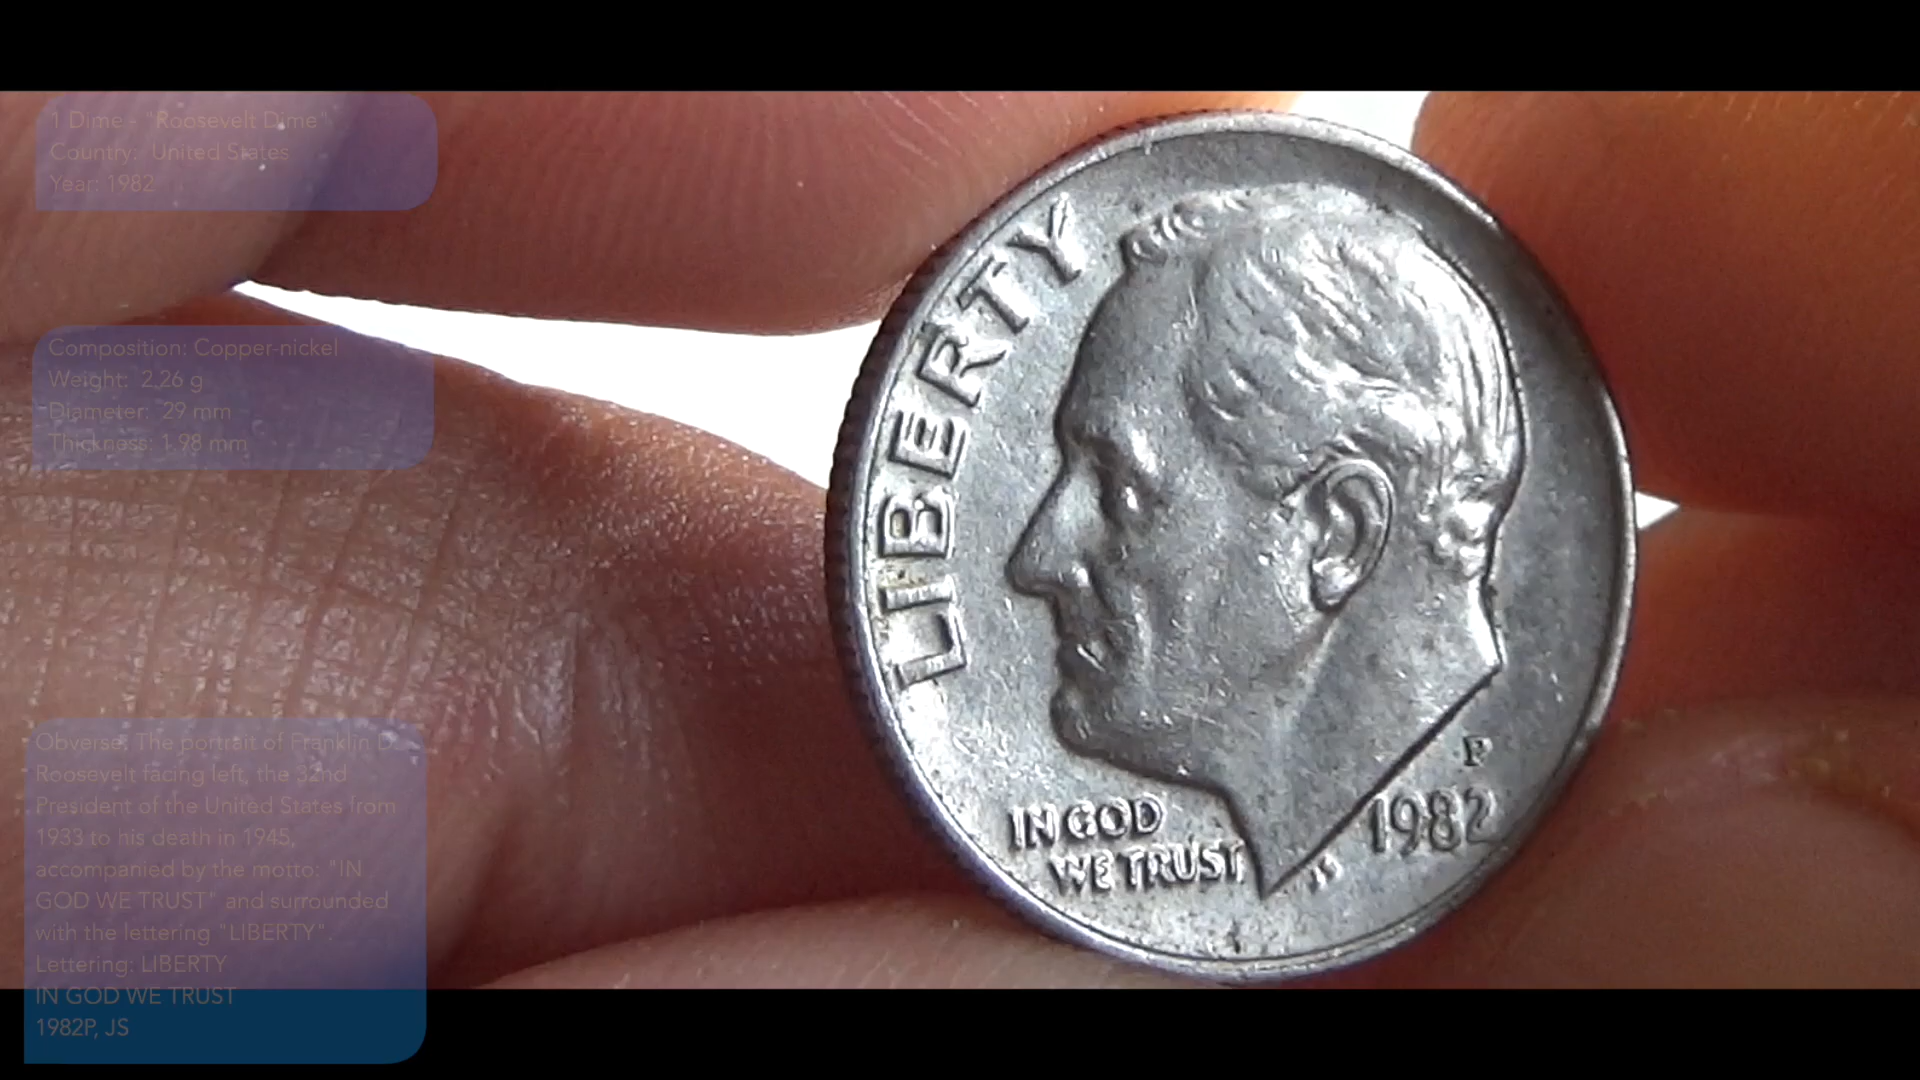 1 Dime - "Roosevelt Dime"
Country: United States
Year: 1982
Composition: Copper-nickel
Weight: 2,26 g
Diameter: 29 mm
Thickness: 1.98 mm
Obverse: The portrait of Franklin D.
Roosevelt facing left, the 32nd
President of the United States from
1933 to his death in 1945,
accompanied by the motto: "IN
GOD WE TRUST" and surrounded
with the lettering "LIBERTY".
Lettering: LIBERTY
IN GOD WE TRUST
1982P, JS
LIBERTY
IN GOD
WE TRUST
JS
P
1982